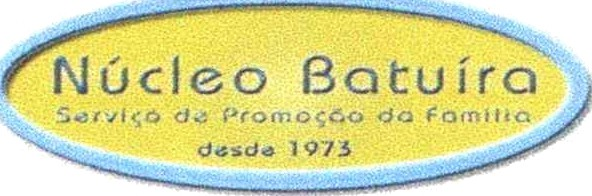 Núcleo Batuíra
Serviço de Promoção da Família
desde 1973